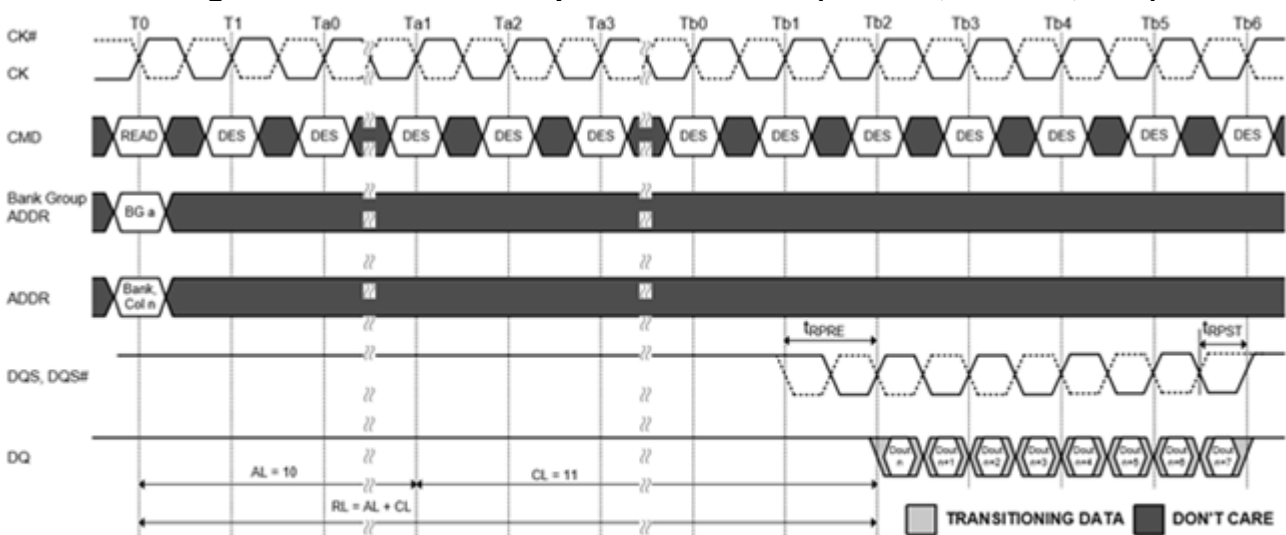 T0 T1 Ta0 Ta1 Ta2 Ta3 Tb0 Tb1 Tb2 Tb3 Tb4 Tb5 Tb6
CK#
CK
CMD READ DES DES DES DES DES DES DES DES DES DES DES DES
Bank Group
ADDR BG a
ADDR Bank,
Col n
tRPRE tRPST
DQS, DQS#
DQ Dout n Dout n+1 Dout n+2 Dout n+3 Dout n+4 Dout n+5 Dout n+6 Dout n+7
AL = 10 CL = 11
RL = AL + CL
TRANSITIONING DATA DON'T CARE